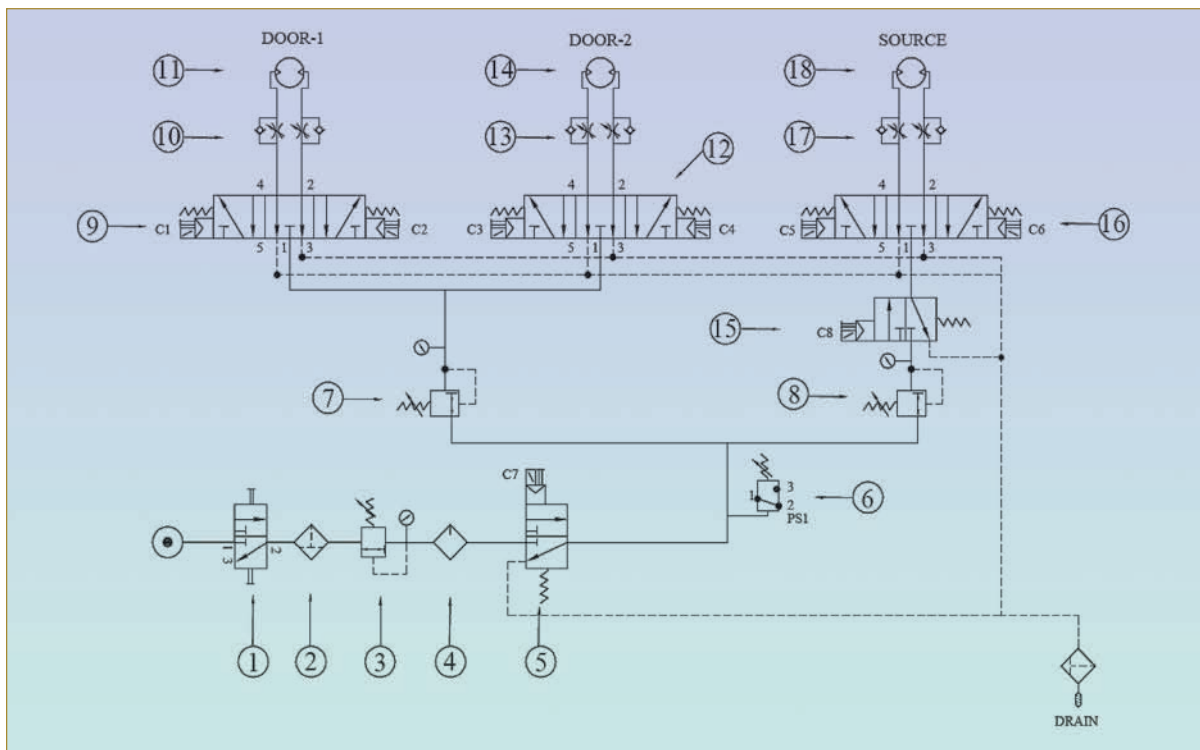 DOOR-1 DOOR-2 SOURCE
11 14 18
10 13 17
12
4 2 4 2 4 2
9 C1 C2 C3 C4 C5 C6 16
5 1 3 5 1 3 5 1 3
15 C8
7 8
C7
1 3 6
2
PS1
1 2
3
1 2 3 4 5
DRAIN